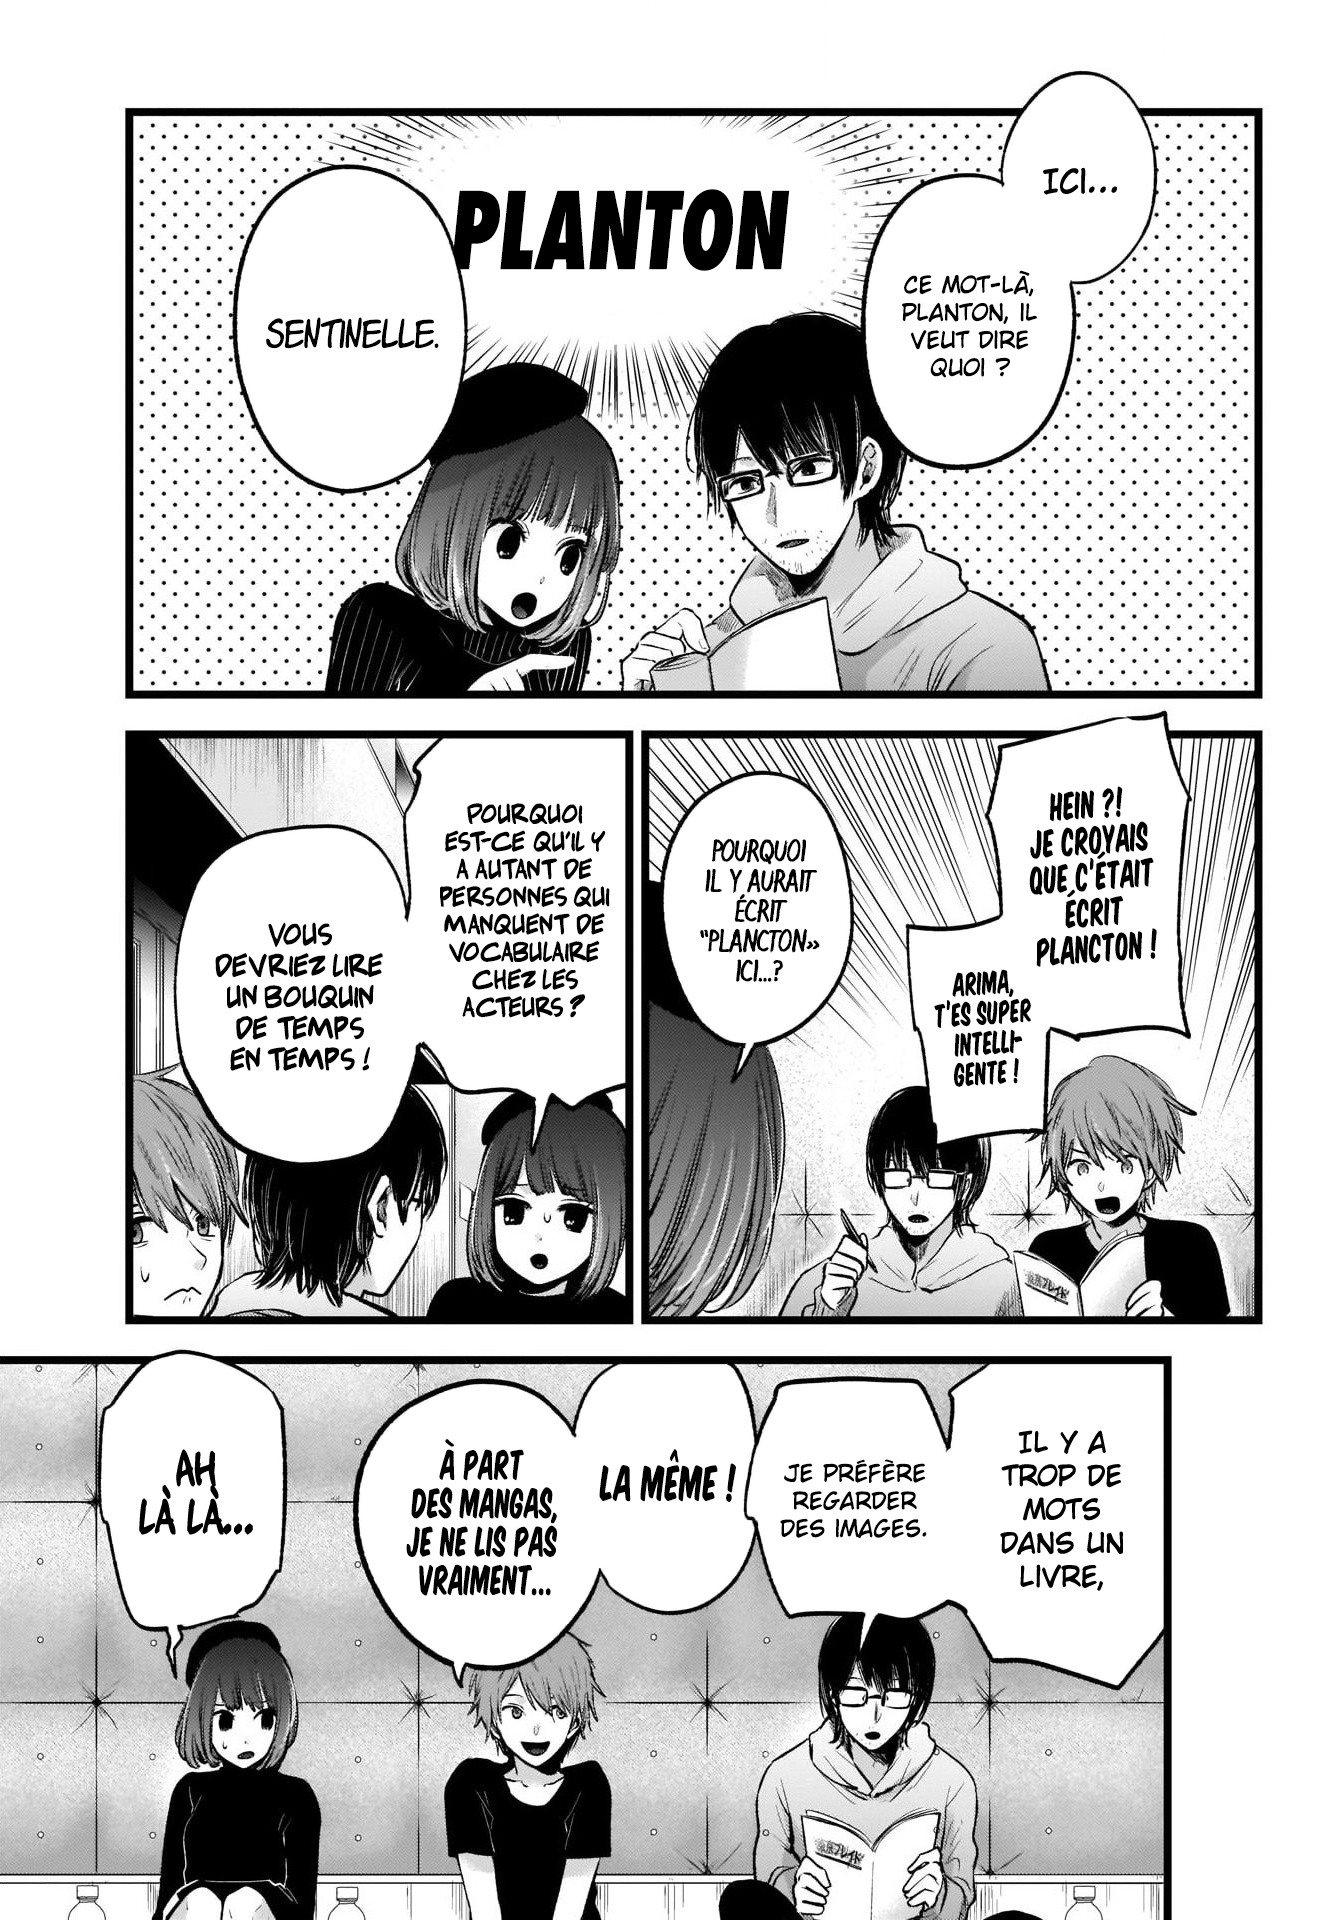 ICI...
CE MOT-LÀ,
PLANTON, IL
VEUT DIRE
QUOI ?
PLANTON
SENTINELLE.
HEIN ?!
JE CROYAIS
QUE C'ÉTAIT
ÉCRIT
PLANCTON !
ARIMA,
T'ES SUPER
INTELLI-
GENTE !
POURQUOI
IL Y AURAIT
ÉCRIT
"PLANCTON»
ICI...?
POURQUOI
EST-CE QU'IL Y
A AUTANT DE
PERSONNES QUI
MANQUENT DE
VOCABULAIRE
CHEZ LES
ACTEURS ?
VOUS
DEVRIEZ LIRE
UN BOUQUIN
DE TEMPS
EN TEMPS !
IL Y A
TROP DE
MOTS
DANS UN
LIVRE,
JE PRÉFÈRE
REGARDER
DES IMAGES.
LA MÊME !
À PART
DES MANGAS,
JE NE LIS PAS
VRAIMENT...
AH
LÀ LÀ...